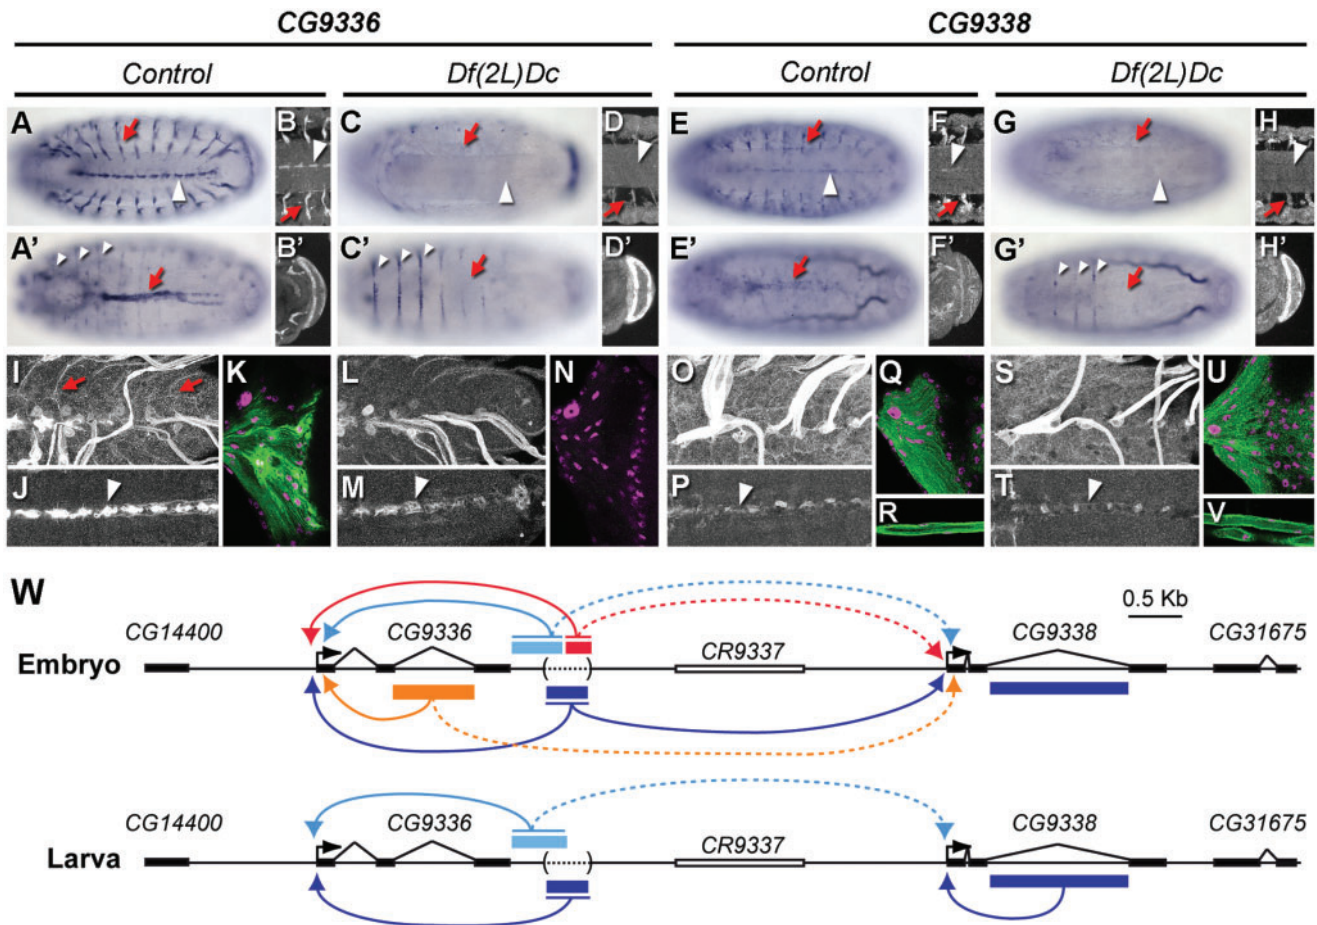 CG9336 CG9338
Control Df(2L)Dc Control Df(2L)Dc
A B C D E F G H
A' B' C' D' E' F' G' H'
I K L N O Q S U
J M P R T V
W
0.5 Kb
CG14400 CG9336 CR9337 CG9338 CG31675
Embryo
CG14400 CG9336 CR9337 CG9338 CG31675
Larva